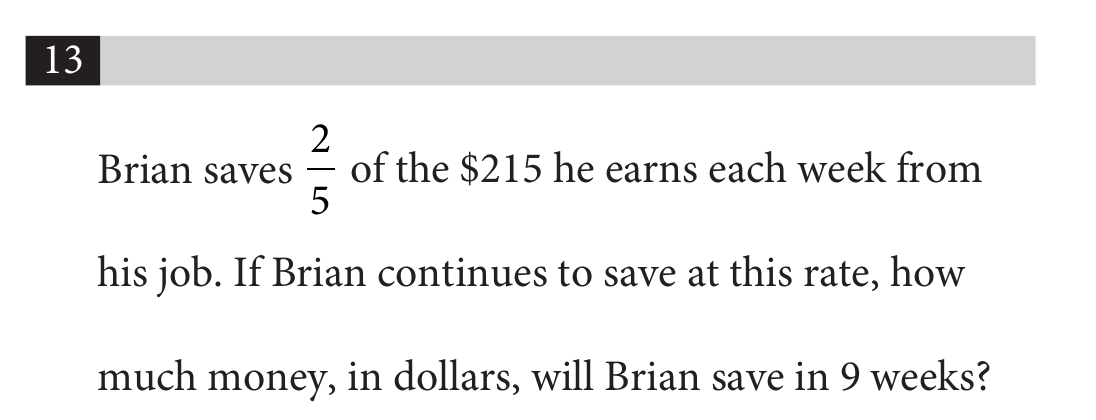 13
Brian saves 2/5 of the $215 he earns each week from
his job. If Brian continues to save at this rate, how
much money, in dollars, will Brian save in 9 weeks?